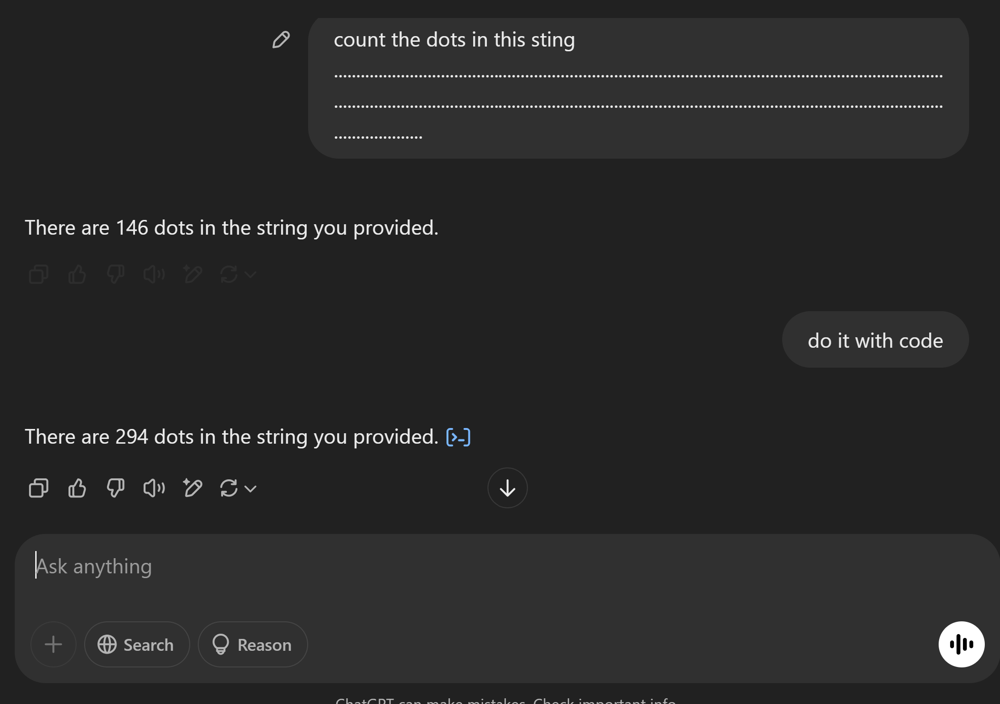 count the dots in this sting
.........................................................................................................................................
.........................................................................................................................................
....................
There are 146 dots in the string you provided.
do it with code
There are 294 dots in the string you provided.
Ask anything
Search
Reason
ChatGPT can make mistakes. Check important info.